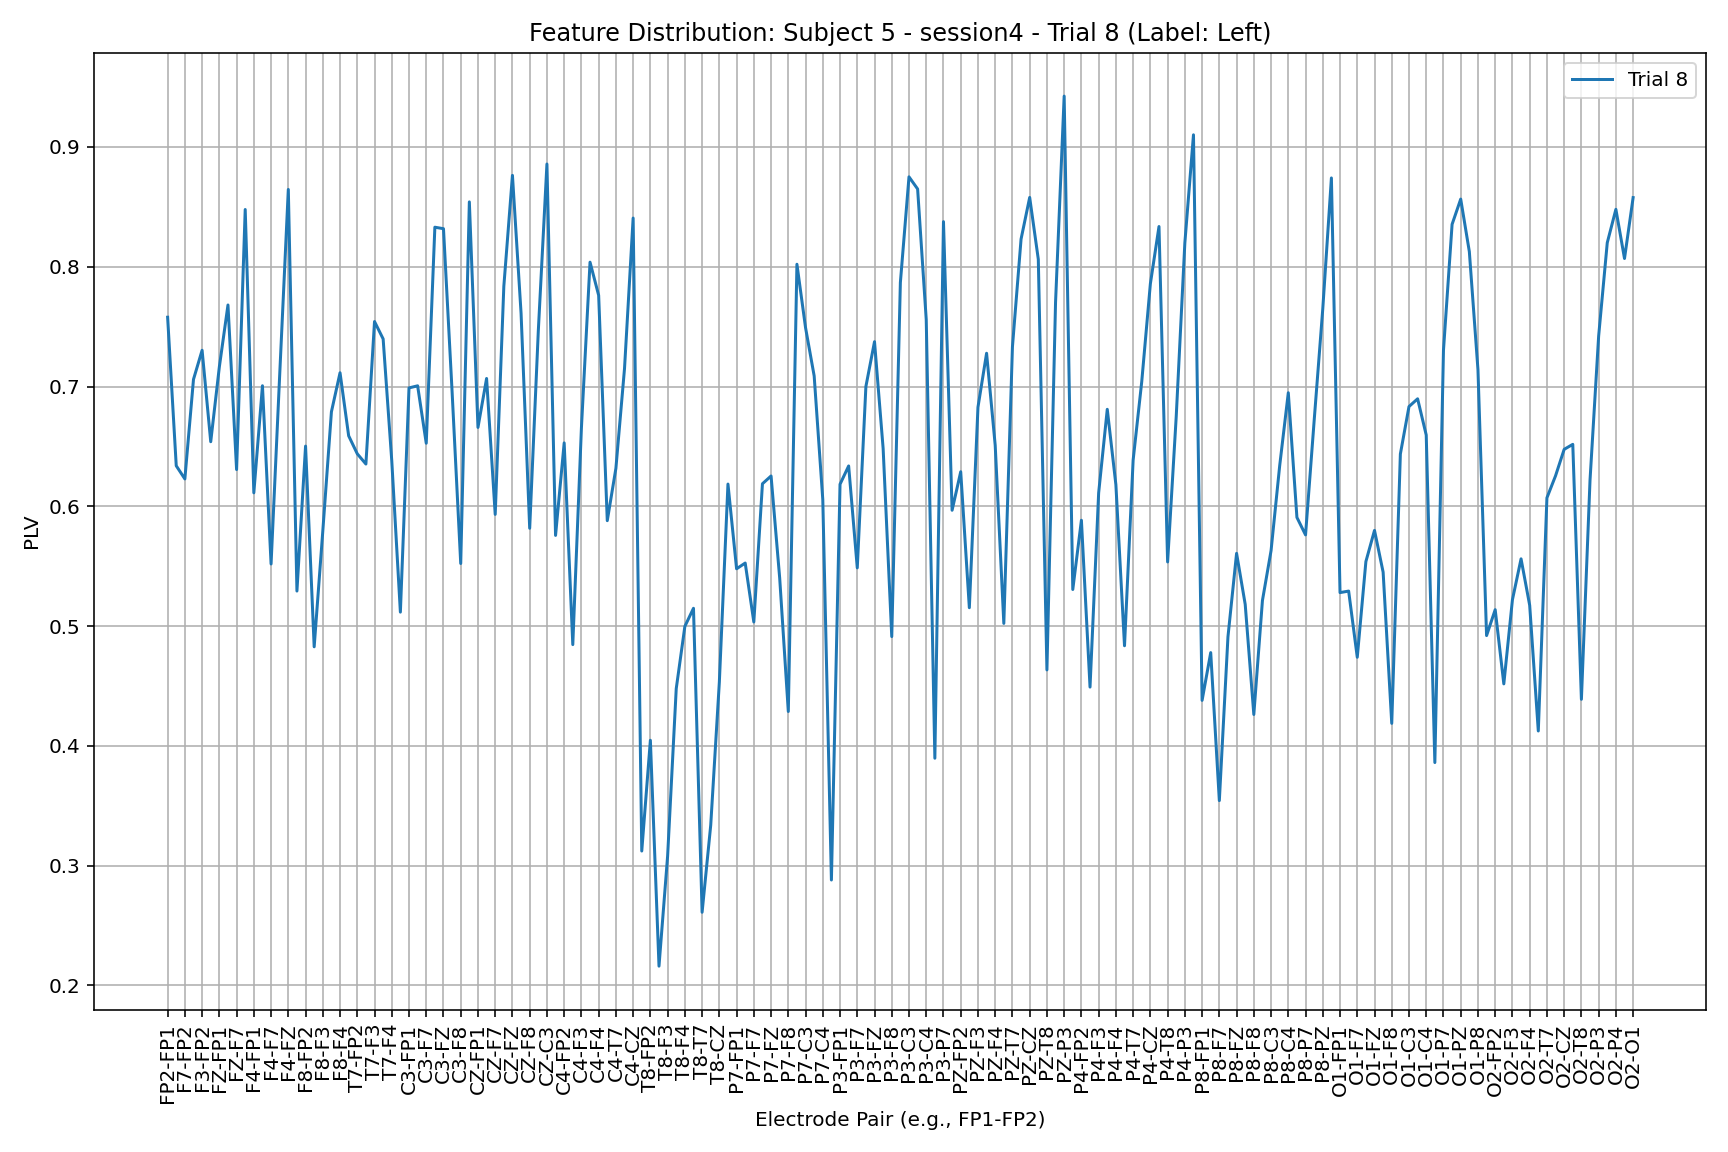 Feature Distribution: Subject 5 - session4 - Trial 8 (Label: Left)
Trial 8
PLV
0.9
0.8
0.7
0.6
0.5
0.4
0.3
0.2
FP2-FP1
F7-FP2
F3-FP2
FZ-FP1
FZ-F7
F4-FP1
F4-F7
F4-FZ
F8-FP2
F8-F3
F8-F4
T7-FP2
T7-F3
T7-F4
C3-FP1
C3-F7
C3-FZ
C3-F8
CZ-FP1
CZ-F7
CZ-FZ
CZ-F8
CZ-C3
C4-FP2
C4-F3
C4-F4
C4-T7
C4-CZ
T8-FP2
T8-F3
T8-F4
T8-T7
T8-CZ
P7-FP1
P7-F7
P7-FZ
P7-F8
P7-C3
P7-C4
P3-FP1
P3-F7
P3-FZ
P3-F8
P3-C3
P3-C4
P3-P7
PZ-FP2
PZ-F3
PZ-F4
PZ-T7
PZ-CZ
PZ-T8
PZ-P3
P4-FP2
P4-F3
P4-F4
P4-T7
P4-CZ
P4-T8
P4-P3
P8-FP1
P8-F7
P8-FZ
P8-F8
P8-C3
P8-C4
P8-P7
P8-PZ
O1-FP1
O1-F7
O1-FZ
O1-F8
O1-C3
O1-C4
O1-P7
O1-PZ
O1-P8
O2-FP2
O2-F3
O2-F4
O2-T7
O2-CZ
O2-T8
O2-P3
O2-P4
O2-O1
Electrode Pair (e.g., FP1-FP2)